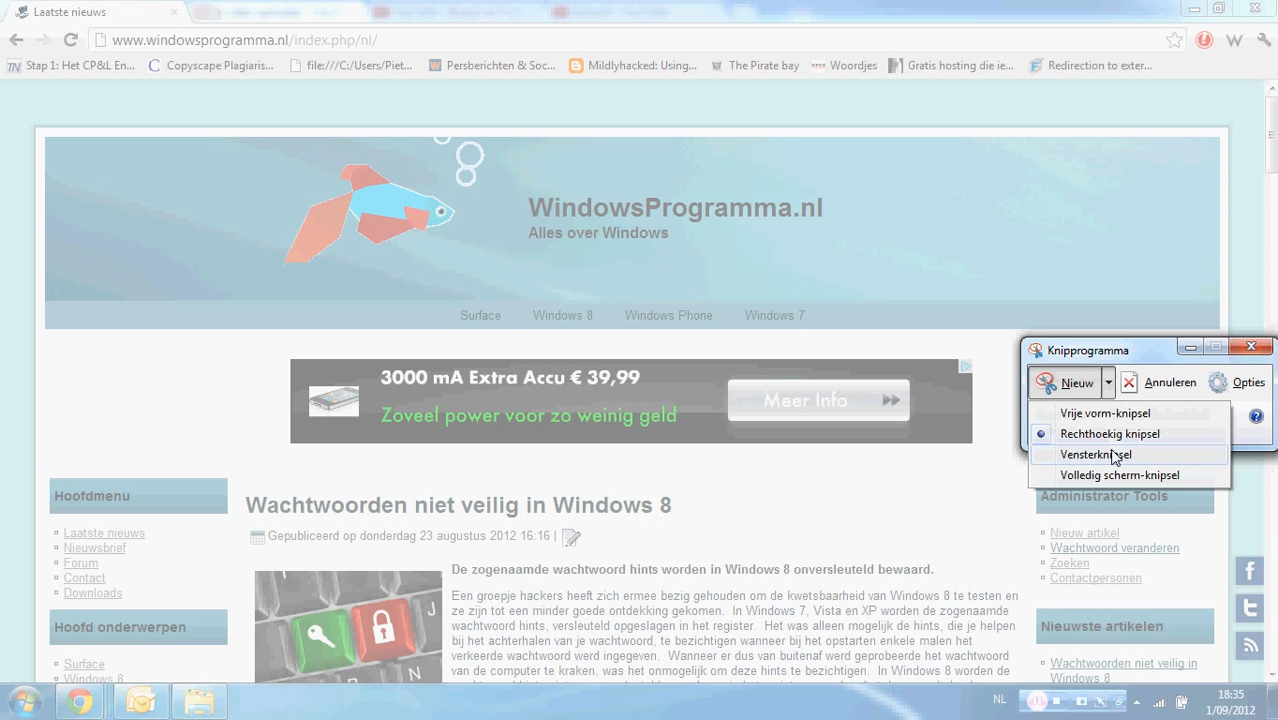 Laatste nieuws
www.windowsprogramma.nl/index.php/nl/
Stap 1: Het CP&L En... Copyscape Plagiaris... file:///C:/Users/Piet... Persberichten & Soc... Mildlyhacked: Using... The Pirate bay Woordjes Gratis hosting die ie... Redirection to exter...
WindowsProgramma.nl
Alles over Windows
Surface Windows 8 Windows Phone Windows 7
3000 mA Extra Accu € 39,99
Zoveel power voor zo weinig geld
Meer Info
Knipprogramma
Nieuw Annuleren Opties
Vrije vorm-knipsel
Rechthoekig knipsel
Vensterknipsel
Volledig scherm-knipsel
Hoofdmenu
Laatste nieuws
Nieuwsbrief
Forum
Contact
Downloads
Hoofd onderwerpen
Surface
Windows 8
Wachtwoorden niet veilig in Windows 8
Gepubliceerd op donderdag 23 augustus 2012 16:16 |
De zogenaamde wachtwoord hints worden in Windows 8 onversleuteld bewaard.
Een groepje hackers heeft zich ermee bezig gehouden om de kwetsbaarheid van Windows 8 te testen en
ze zijn tot een minder goede ontdekking gekomen. In Windows 7, Vista en XP worden de zogenaamde
wachtwoord hints, versleuteld opgeslagen in het register. Het was alleen mogelijk de hints, die je helpen
bij het achterhalen van je wachtwoord, te bezichtigen wanneer bij het opstarten enkele malen het
verkeerde wachtwoord werd ingegeven. Wanneer er dus van buitenaf werd geprobeerde het wachtwoord
van de computer te kraken, was het onmogelijk om deze hints te bezichtigen. In Windows 8 worden de
Administrator Tools
Nieuw artikel
Wachtwoord veranderen
Zoeken
Contactpersonen
Nieuwste artikelen
Wachtwoorden niet veilig in
Windows 8
NL
18:35
1/09/2012